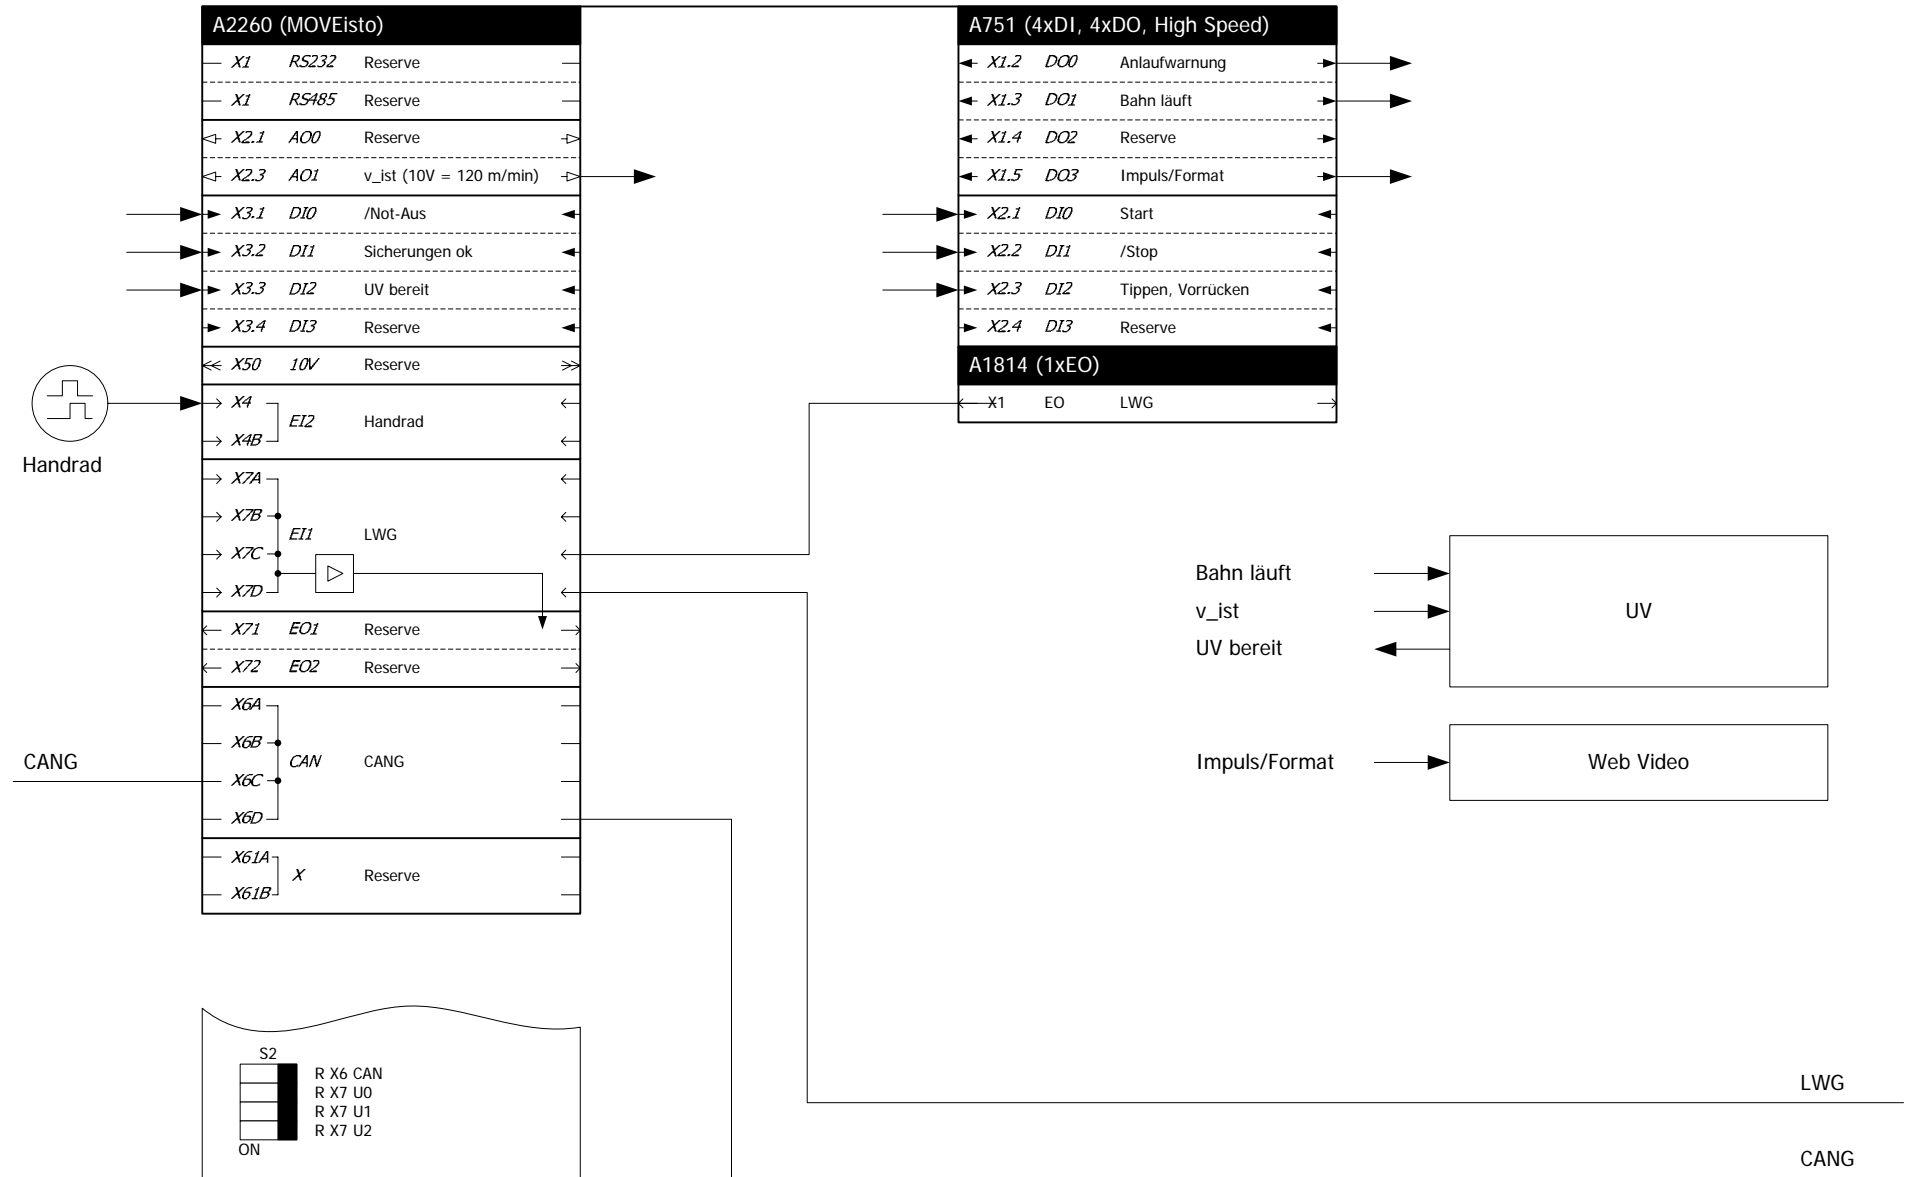 A2260 (MOVEisto)
X1 RS232 Reserve
X1 RS485 Reserve
X2.1 AO0 Reserve
X2.3 AO1 v_ist (10V = 120 m/min)
X3.1 DI0 /Not-Aus
X3.2 DI1 Sicherungen ok
X3.3 DI2 UV bereit
X3.4 DI3 Reserve
X50 10V Reserve
X4
EI2 Handrad
X4B
Handrad
X7A
X7B
EI1 LWG
X7C
X7D
X71 EO1 Reserve
X72 EO2 Reserve
X6A
X6B
CAN CANG
X6C
X6D
CANG
X61A
X Reserve
X61B
S2
R X6 CAN
R X7 U0
R X7 U1
R X7 U2
ON
A751 (4xDI, 4xDO, High Speed)
X1.2 DO0 Anlaufwarnung
X1.3 DO1 Bahn läuft
X1.4 DO2 Reserve
X1.5 DO3 Impuls/Format
X2.1 DI0 Start
X2.2 DI1 /Stop
X2.3 DI2 Tippen, Vorrücken
X2.4 DI3 Reserve
A1814 (1xEO)
X1 EO LWG
Bahn läuft
v_ist
UV bereit
UV
Impuls/Format
Web Video
LWG
CANG